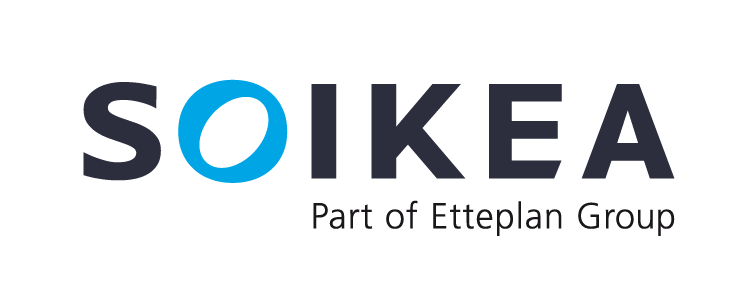 SOIKEA
Part of Etteplan Group